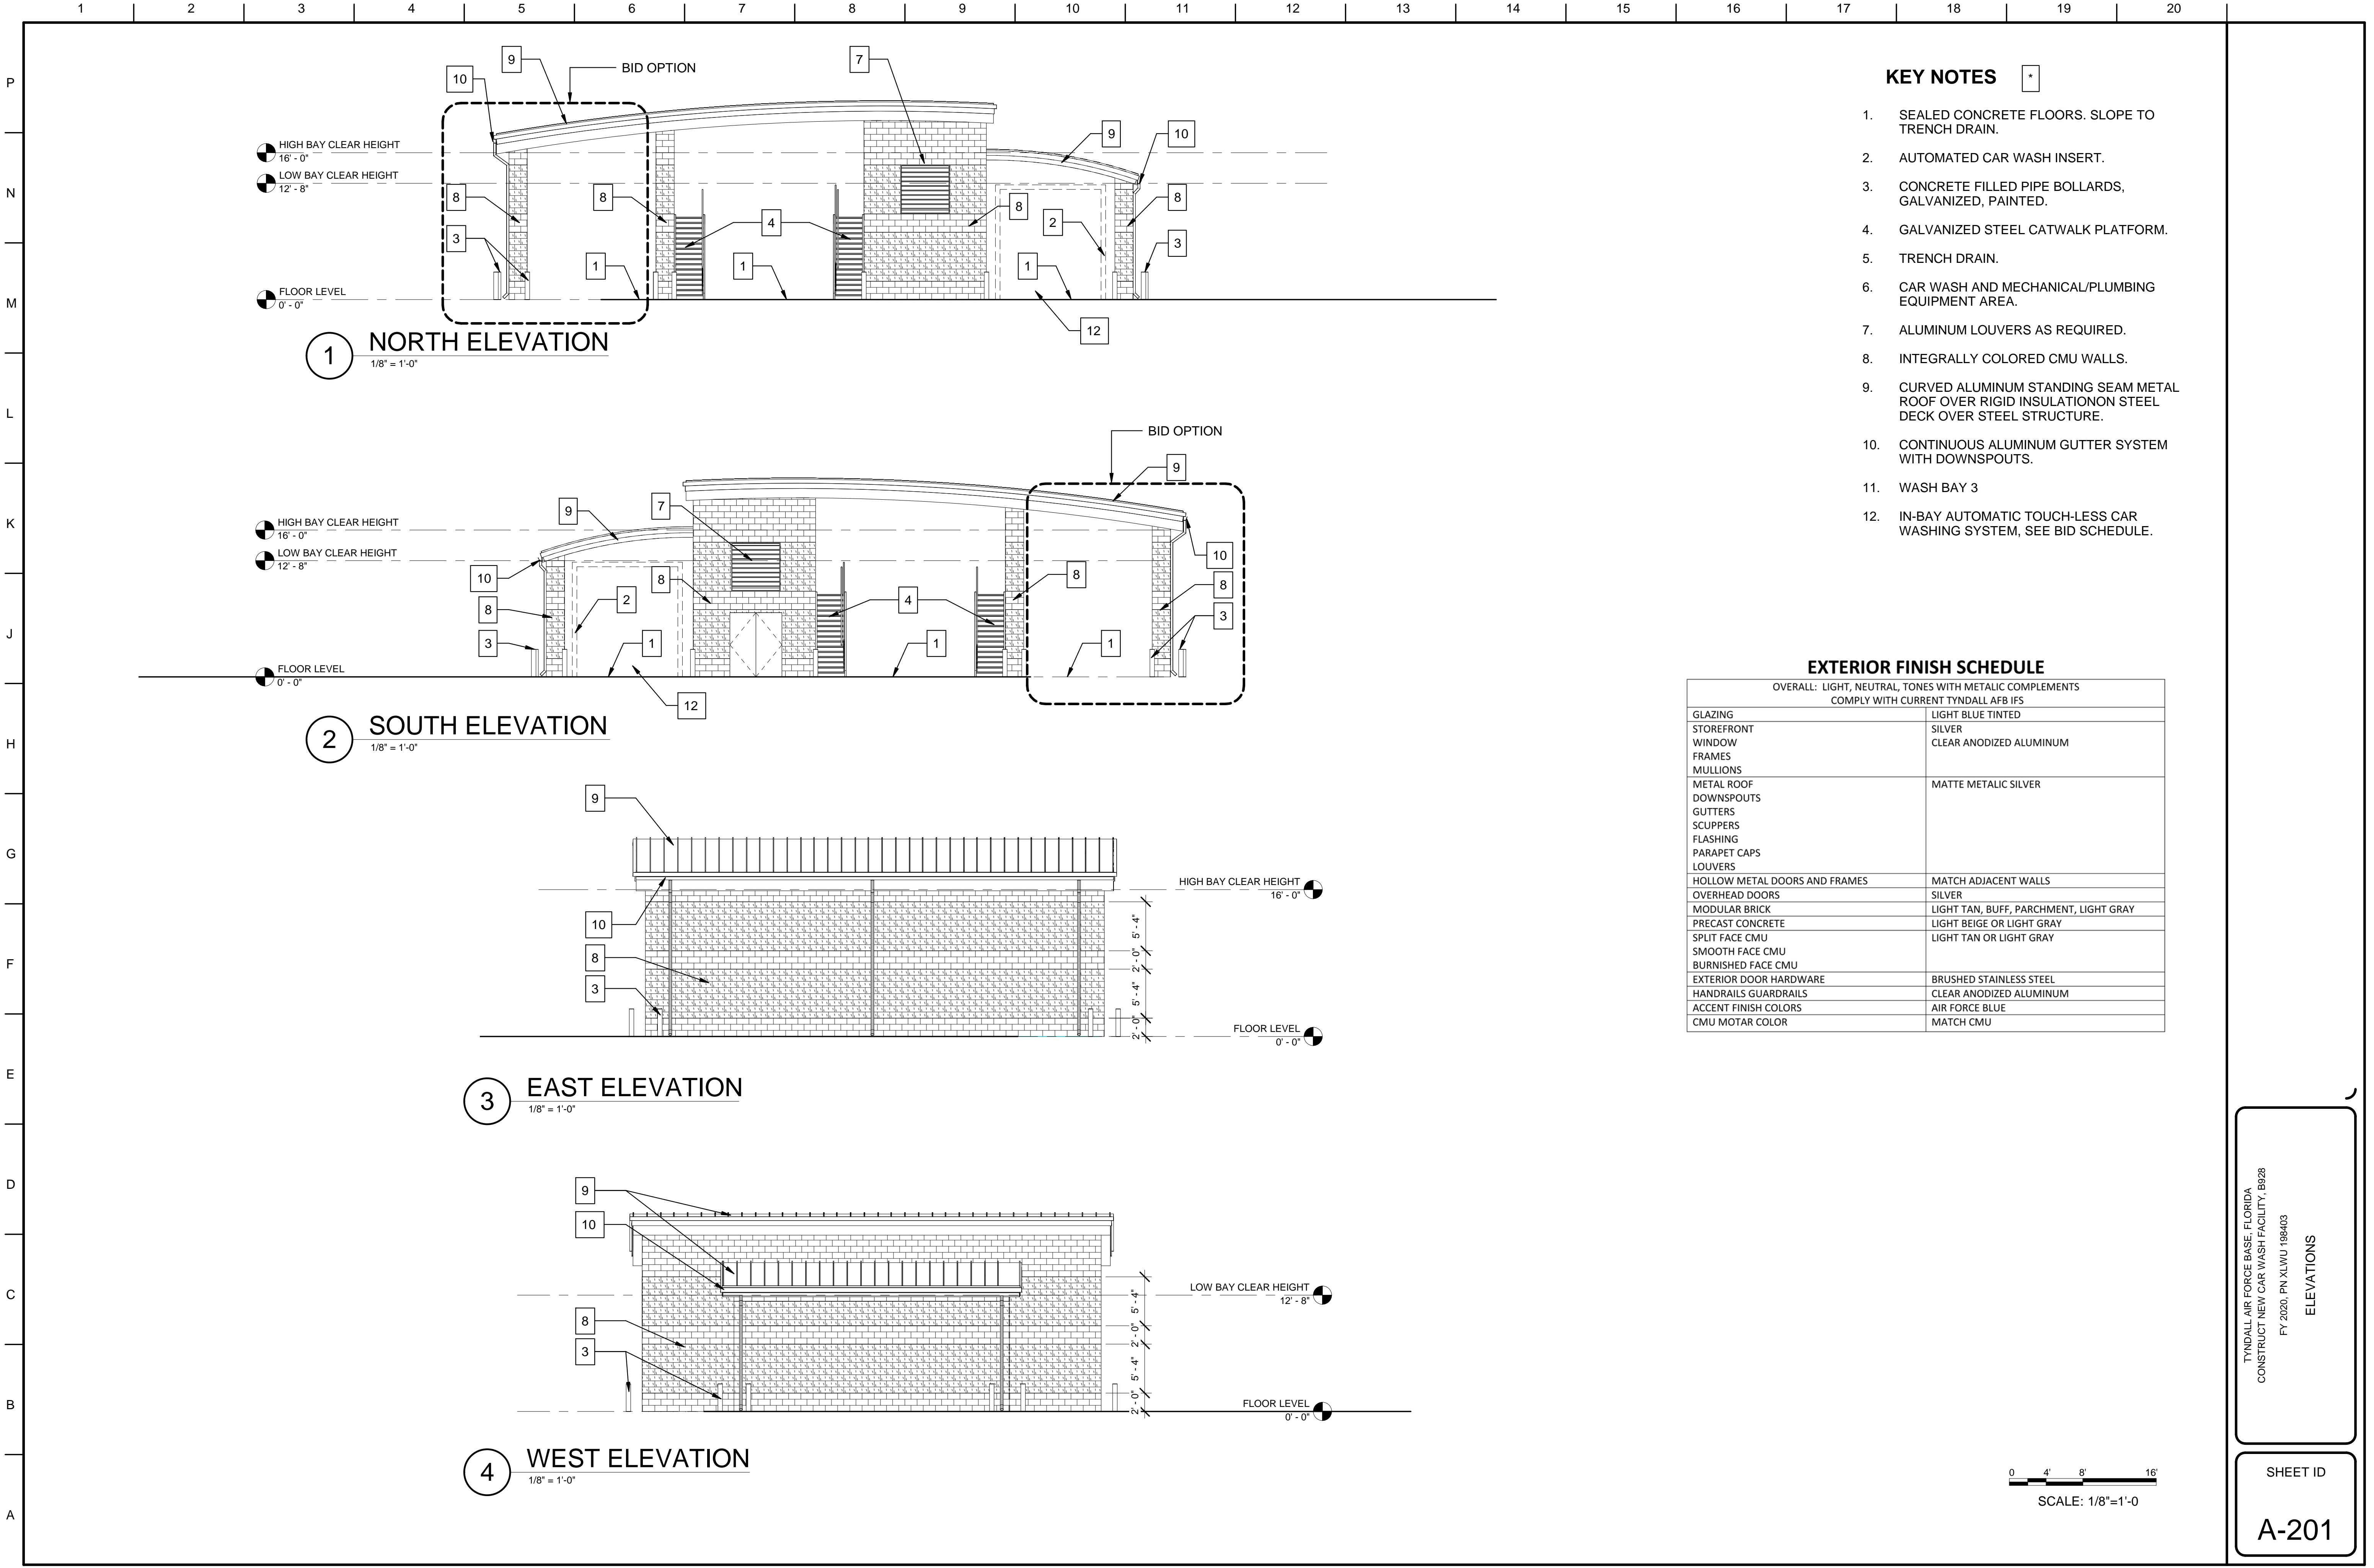 1 2 3 4 5 6 7 8 9 10 11 12 13 14 15 16 17 18 19 20
P
N
M
L
K
J
H
G
F
E
D
C
B
A
9
10
BID OPTION
7
9
10
HIGH BAY CLEAR HEIGHT
16' - 0"
LOW BAY CLEAR HEIGHT
12' - 8"
8
8
8
8
4
2
3
3
1
1
1
FLOOR LEVEL
0' - 0"
12
1 NORTH ELEVATION
1/8" = 1'-0"
BID OPTION
9
7
9
HIGH BAY CLEAR HEIGHT
16' - 0"
LOW BAY CLEAR HEIGHT
12' - 8"
10
10
8
8
8
8
2
4
3
3
1
1
1
FLOOR LEVEL
0' - 0"
12
2 SOUTH ELEVATION
1/8" = 1'-0"
9
HIGH BAY CLEAR HEIGHT
16' - 0"
10
8
3
5' - 4"
2' - 0"
5' - 4"
2' - 0"
FLOOR LEVEL
0' - 0"
3 EAST ELEVATION
1/8" = 1'-0"
9
10
LOW BAY CLEAR HEIGHT
12' - 8"
8
3
5' - 4"
2' - 0"
5' - 4"
2' - 0"
FLOOR LEVEL
0' - 0"
4 WEST ELEVATION
1/8" = 1'-0"
KEY NOTES *
1. SEALED CONCRETE FLOORS. SLOPE TO
TRENCH DRAIN.
2. AUTOMATED CAR WASH INSERT.
3. CONCRETE FILLED PIPE BOLLARDS,
GALVANIZED, PAINTED.
4. GALVANIZED STEEL CATWALK PLATFORM.
5. TRENCH DRAIN.
6. CAR WASH AND MECHANICAL/PLUMBING
EQUIPMENT AREA.
7. ALUMINUM LOUVERS AS REQUIRED.
8. INTEGRALLY COLORED CMU WALLS.
9. CURVED ALUMINUM STANDING SEAM METAL
ROOF OVER RIGID INSULATIONON STEEL
DECK OVER STEEL STRUCTURE.
10. CONTINUOUS ALUMINUM GUTTER SYSTEM
WITH DOWNSPOUTS.
11. WASH BAY 3
12. IN-BAY AUTOMATIC TOUCH-LESS CAR
WASHING SYSTEM, SEE BID SCHEDULE.
EXTERIOR FINISH SCHEDULE
OVERALL: LIGHT, NEUTRAL, TONES WITH METALIC COMPLEMENTS
COMPLY WITH CURRENT TYNDALL AFB IFS
GLAZING LIGHT BLUE TINTED
STOREFRONT SILVER
WINDOW CLEAR ANODIZED ALUMINUM
FRAMES
MULLIONS
METAL ROOF MATTE METALIC SILVER
DOWNSPOUTS
GUTTERS
SCUPPERS
FLASHING
PARAPET CAPS
LOUVERS
HOLLOW METAL DOORS AND FRAMES MATCH ADJACENT WALLS
OVERHEAD DOORS SILVER
MODULAR BRICK LIGHT TAN, BUFF, PARCHMENT, LIGHT GRAY
PRECAST CONCRETE LIGHT BEIGE OR LIGHT GRAY
SPLIT FACE CMU LIGHT TAN OR LIGHT GRAY
SMOOTH FACE CMU
BURNISHED FACE CMU
EXTERIOR DOOR HARDWARE BRUSHED STAINLESS STEEL
HANDRAILS GUARDRAILS CLEAR ANODIZED ALUMINUM
ACCENT FINISH COLORS AIR FORCE BLUE
CMU MOTAR COLOR MATCH CMU
0 4' 8' 16'
SCALE: 1/8"=1'-0
TYNDALL AIR FORCE BASE, FLORIDA
CONSTRUCT NEW CAR WASH FACILITY, B928
FY 2020, PN XLWU 198403
ELEVATIONS
SHEET ID
A-201